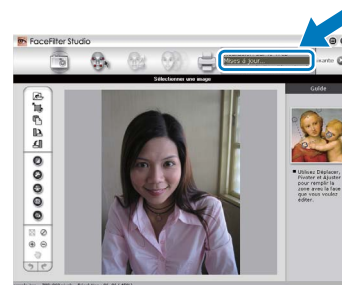 FaceFilter Studio
Mises à jour...
Sélectionner une image
Guide
Utilisez Déplacer,
Pivoter et Ajuster
pour remplir la
zone avec la face
que vous voulez
éditer.